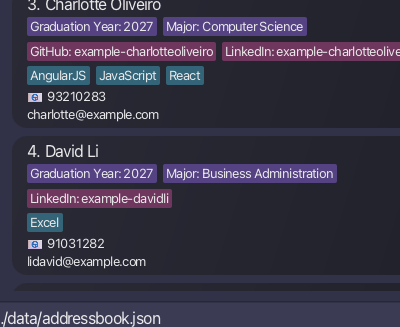 3. Charlotte Oliveiro
Graduation Year: 2027 Major: Computer Science
GitHub: example-charlotteoliveiro LinkedIn: example-charlotteolive
AngularJS JavaScript React
93210283
charlotte@example.com
4. David Li
Graduation Year: 2027 Major: Business Administration
LinkedIn: example-davidli
Excel
91031282
lidavid@example.com
./data/addressbook.json